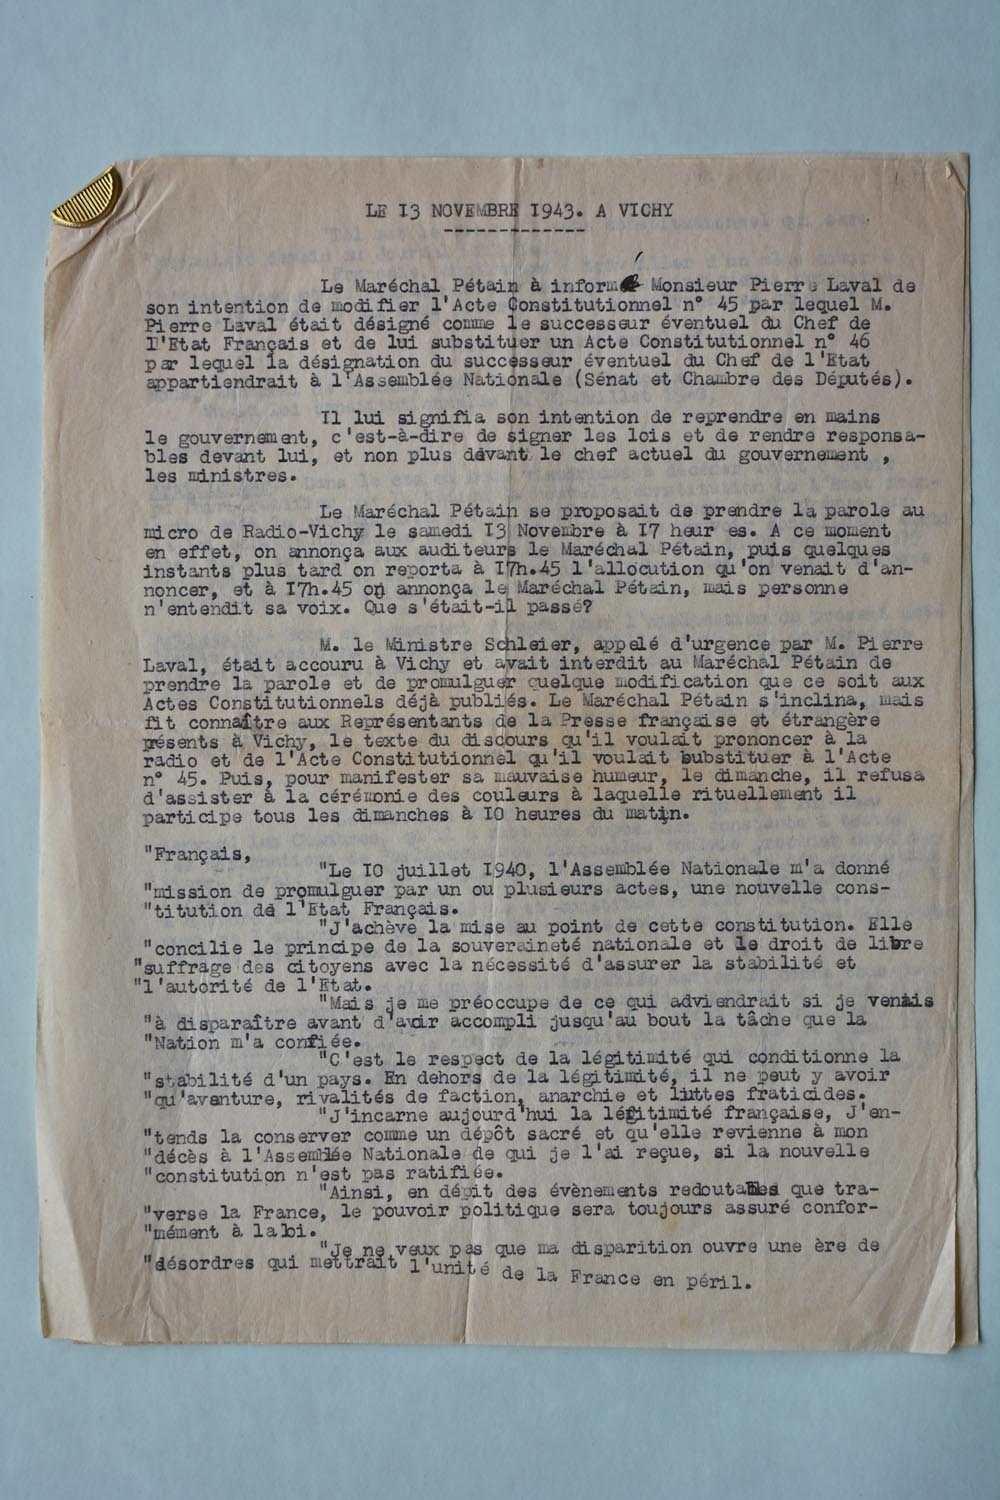 LE I3 NOVEMBRE I943. A VICHY
Le Maréchal Pétain à informé Monsieur Pierre Laval de
son intention de modifier l'Acte Constitutionnel n° 45 par lequel M.
Pierre Laval était désigné comme le successeur éventuel du Chef de
l'Etat Français et de lui substituer un Acte Constitutionnel n° 46
par lequel la désignation du successeur éventuel du Chef de l'Etat
appartiendrait à l'Assemblée Nationale (Sénat et Chambre des Députés).
Il lui signifia son intention de reprendre en mains
le gouvernement, c'est-à-dire de signer les lois et de rendre responsa-
bles devant lui, et non plus devant le chef actuel du gouvernement ,
les ministres.
Le Maréchal Pétain se proposait de prendre la parole au
micro de Radio-Vichy le samedi I3 Novembre à I7 heur es. A ce moment
en effet, on annonça aux auditeurs le Maréchal Pétain, puis quelques
instants plus tard on reporta à I7h.45 l'allocution qu'on venait d'an-
noncer, et à I7h.45 on annonça le Maréchal Pétain, mais personne
n'entendit sa voix. Que s'était-il passé?
M. le Ministre Schleier, appelé d'urgence par M. Pierre
Laval, était accouru à Vichy et avait interdit au Maréchal Pétain de
prendre la parole et de promulguer quelque modification que ce soit aux
Actes Constitutionnels déjà publiés. Le Maréchal Pétain s'inclina, mais
fit connaître aux Représentants de la Presse française et étrangère
présents à Vichy, le texte du discours qu'il voulait prononcer à la
radio et de l'Acte Constitutionnel qu'il voulait substituer à l'Acte
n° 45. Puis, pour manifester sa mauvaise humeur, le dimanche, il refusa
d'assister à la cérémonie des couleurs à laquelle rituellement il
participe tous les dimanches à I0 heures du matin.
"Français,
"Le I0 juillet I940, l'Assemblée Nationale m'a donné
"mission de promulguer par un ou plusieurs actes, une nouvelle cons-
"titution de l'Etat Français.
"J'achève la mise au point de cette constitution. Elle
"concilie le principe de la souveraineté nationale et le droit de libre
"suffrage des citoyens avec la nécessité d'assurer la stabilité et
"l'autorité de l'Etat.
"Mais je me préoccupe de ce qui adviendrait si je venais
"à disparaître avant d'avoir accompli jusqu'au bout la tâche que la
"Nation m'a confiée.
"C'est le respect de la légitimité qui conditionne la
"stabilité d'un pays. En dehors de la légitimité, il ne peut y avoir
"qu'aventure, rivalités de faction, anarchie et luttes fraticides.
"J'incarne aujourd'hui la légitimité française, J'en-
"tends la conserver comme un dépôt sacré et qu'elle revienne à mon
"décès à l'Assemblée Nationale de qui je l'ai reçue, si la nouvelle
"constitution n'est pas ratifiée.
"Ainsi, en dépit des évènements redoutables que tra-
"verse la France, le pouvoir politique sera toujours assuré confor-
"mément à la loi.
"Je ne veux pas que ma disparition ouvre une ère de
"désordres qui mettrait l'unité de la France en péril.